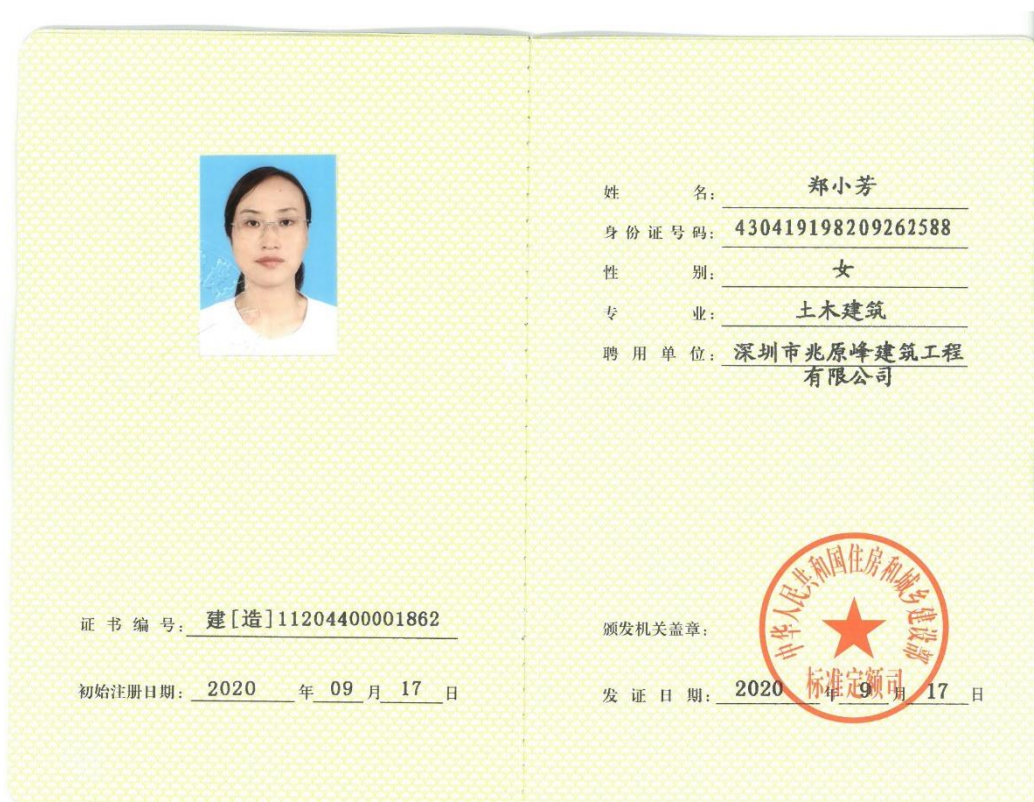 姓 名: 郑小芳
身份证号码: 430419198209262588
性 别: 女
专 业: 土木建筑
聘用单位: 深圳市兆原峰建筑工程
有限公司
证书编号: 建[造]11204400001862
初始注册日期: 2020 年 09 月 17 日
颁发机关盖章:
中华人民共和国住房和城乡建设部
标准定额司
发证日期: 2020 年 9 月 17 日